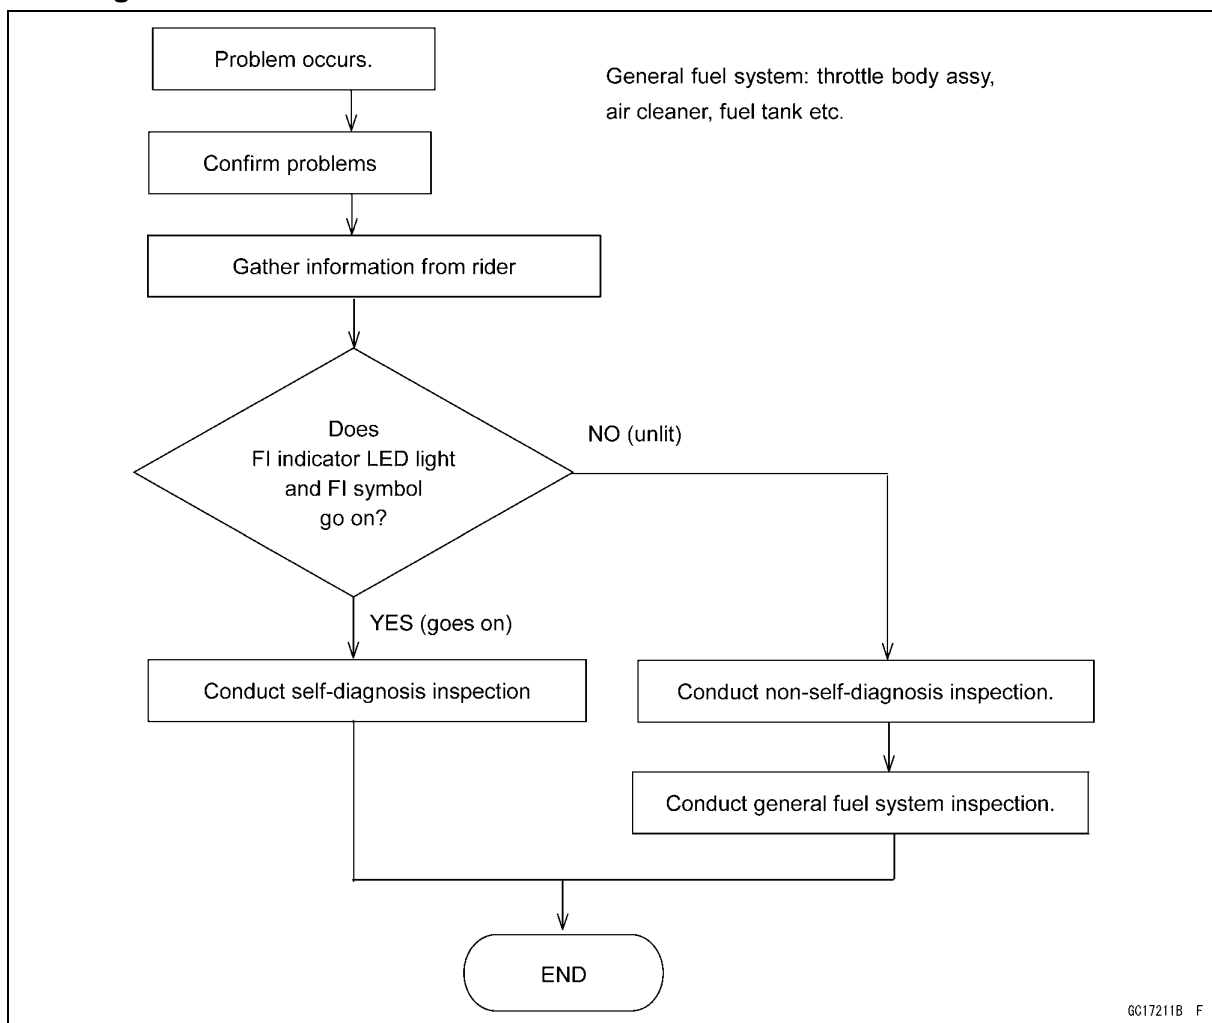 Problem occurs.
General fuel system: throttle body assy,
air cleaner, fuel tank etc.
Confirm problems
Gather information from rider
Does
FI indicator LED light
and FI symbol
go on?
NO (unlit)
YES (goes on)
Conduct self-diagnosis inspection
Conduct non-self-diagnosis inspection.
Conduct general fuel system inspection.
END
GC17211B F